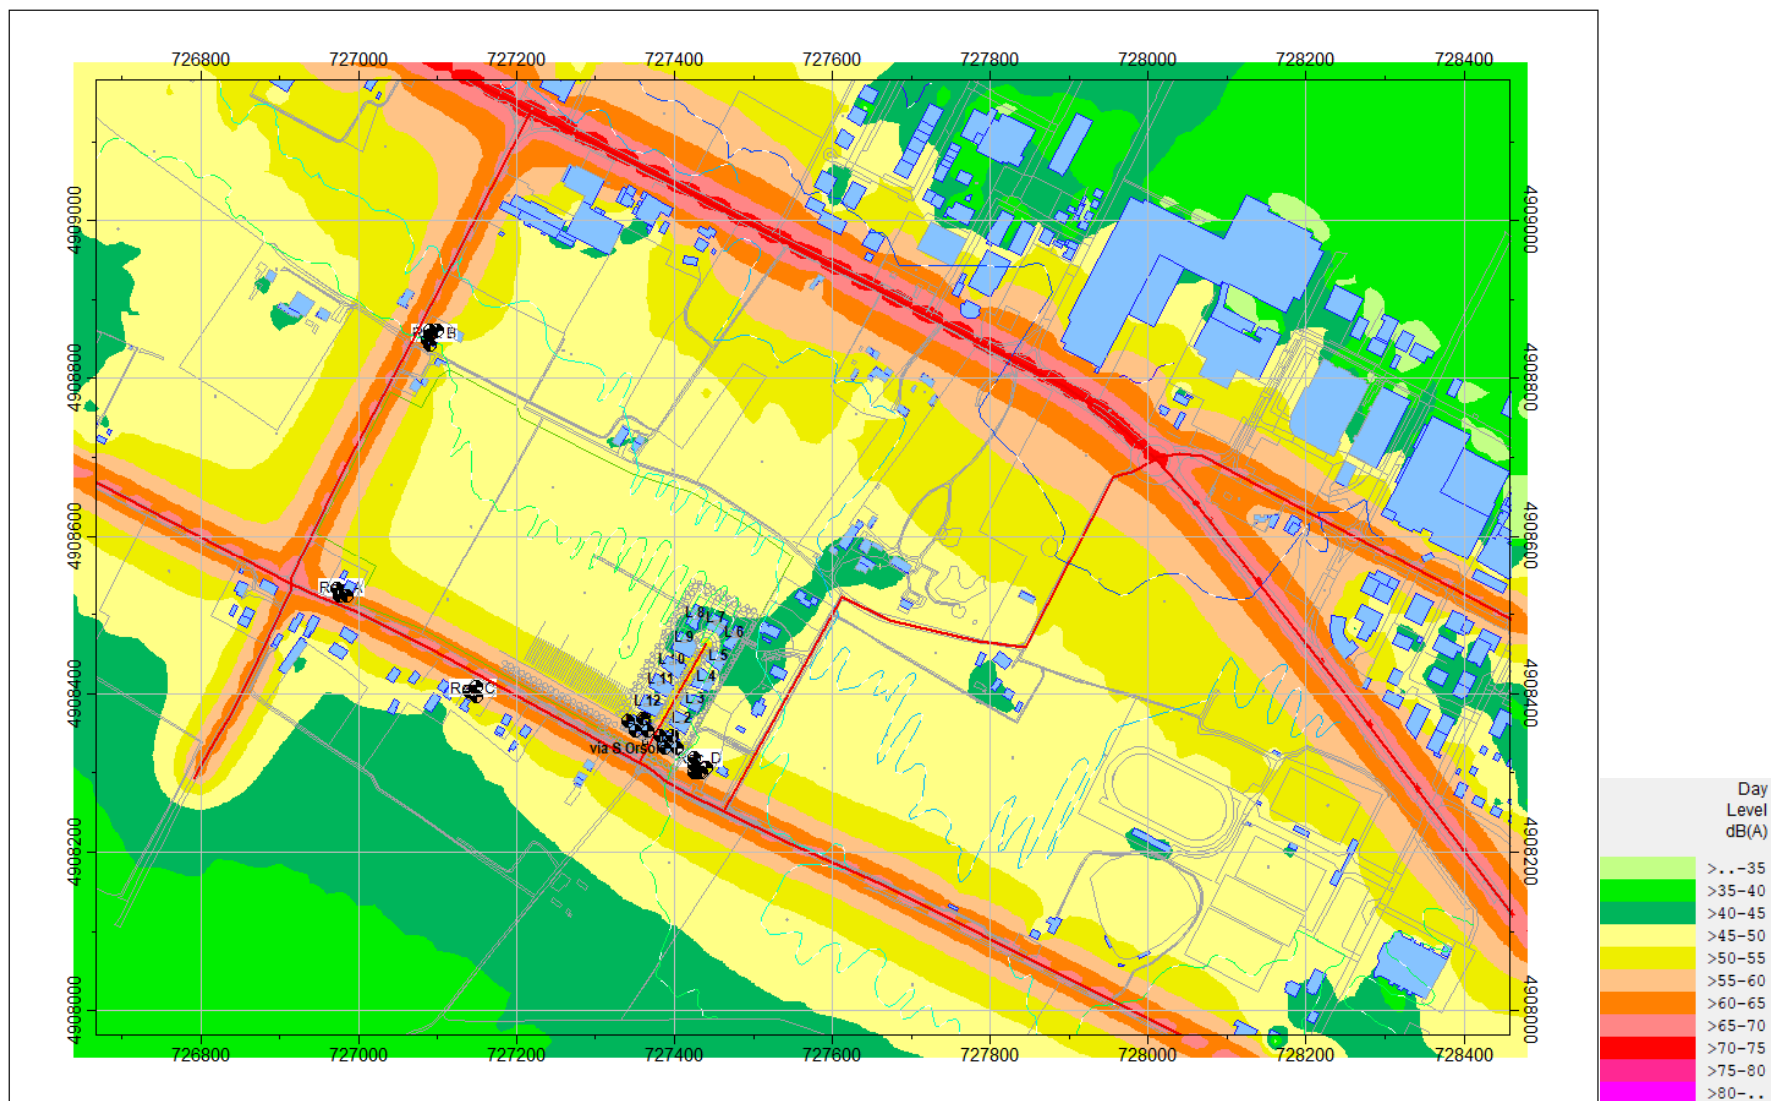 726800 727000 727200 727400 727600 727800 728000 728200 728400
4909000 4909000
4908800 4908800
4908600 4908600
4908400 4908400
4908200 4908200
4908000 4908000
L 8
L 7
L 6
L 9
L 5
L 4
L 11
L 3
L 12
L 2
via S.Orsola
726800 727000 727200 727400 727600 727800 728000 728200 728400
Day
Level
dB(A)
>..-35
>35-40
>40-45
>45-50
>50-55
>55-60
>60-65
>65-70
>70-75
>75-80
>80-..